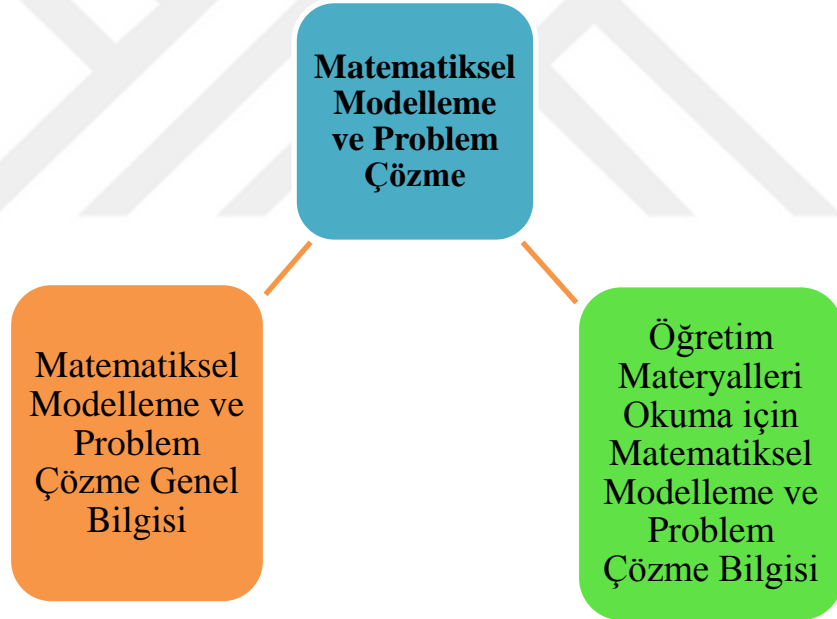 Matematiksel
Modelleme
ve Problem
Çözme
Matematiksel
Modelleme ve
Problem
Çözme Genel
Bilgisi
Öğretim
Materyalleri
Okuma için
Matematiksel
Modelleme ve
Problem
Çözme Bilgisi